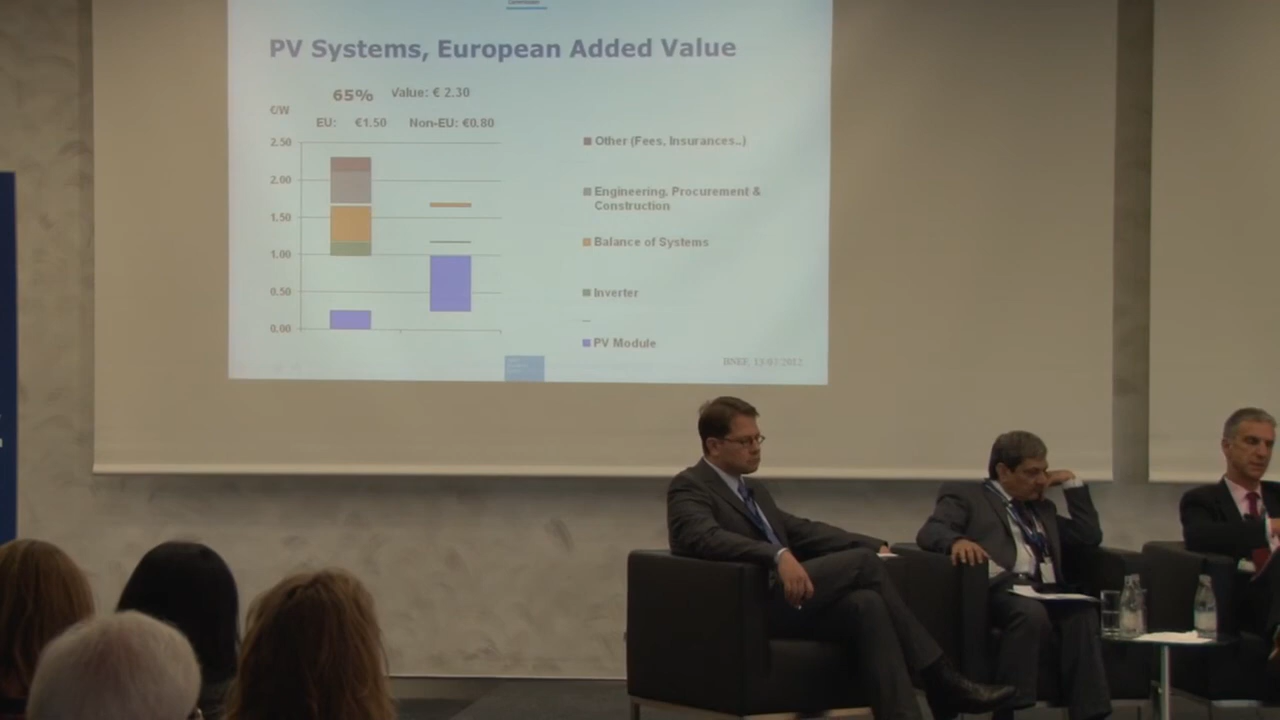 Commission
PV Systems, European Added Value
65% Value: € 2.30
€/W
EU: €1.50 Non-EU: €0.80
2.50
2.00
1.50
1.00
0.50
0.00
Other (Fees, Insurances..)
Engineering, Procurement &
Construction
Balance of Systems
Inverter
PV Module
BNEF, 13/07/2012